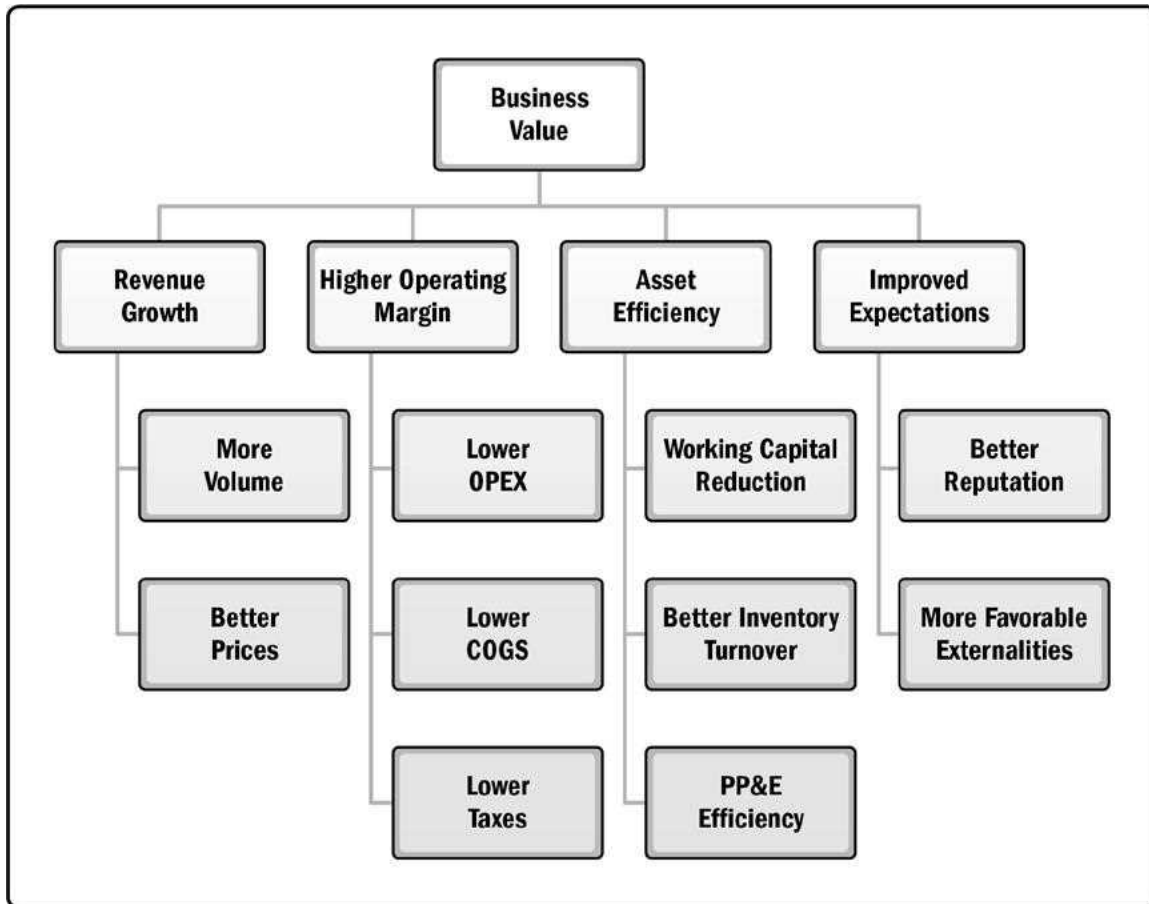 Business
Value
Revenue
Growth
Higher Operating
Margin
Asset
Efficiency
Improved
Expectations
More
Volume
Lower
OPEX
Working Capital
Reduction
Better
Reputation
Better
Prices
Lower
COGS
Better Inventory
Turnover
More Favorable
Externalities
Lower
Taxes
PP&E
Efficiency